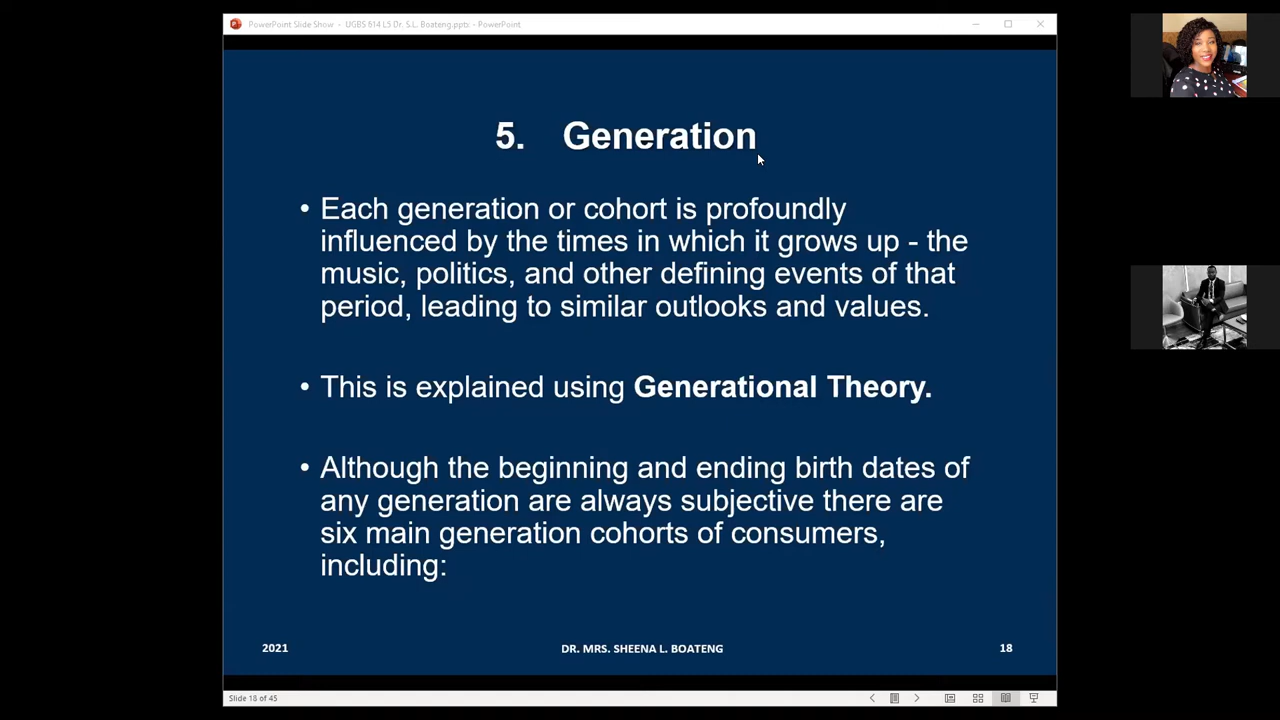 PowerPoint Slide Show - UGBS 614 L5 Dr. S.L. Boateng.pptx - PowerPoint
5. Generation
• Each generation or cohort is profoundly
influenced by the times in which it grows up - the
music, politics, and other defining events of that
period, leading to similar outlooks and values.
• This is explained using Generational Theory.
• Although the beginning and ending birth dates of
any generation are always subjective there are
six main generation cohorts of consumers,
including:
2021 DR. MRS. SHEENA L. BOATENG 18
Slide 18 of 45